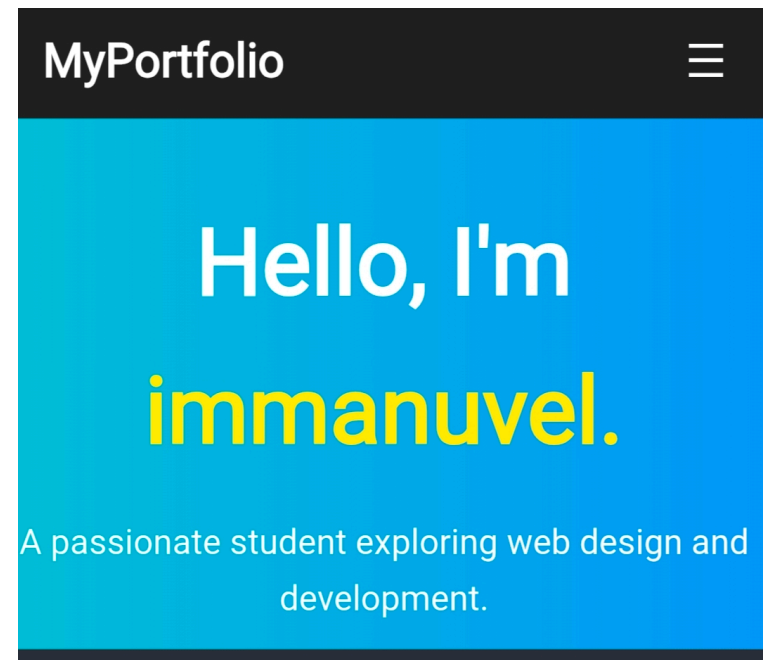 MyPortfolio
Hello, I'm
immanuvel.
A passionate student exploring web design and
development.